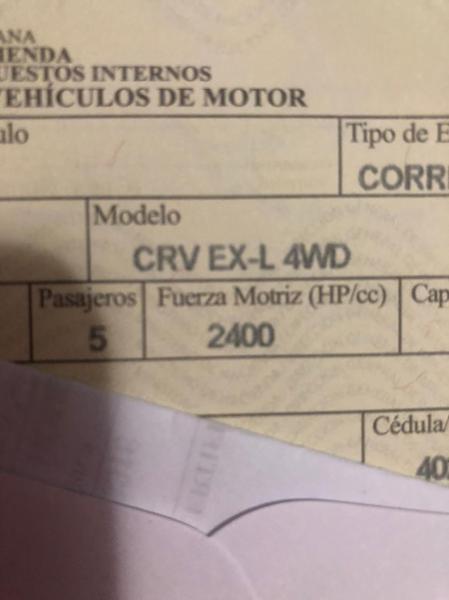 ANA
IENDA
UESTOS INTERNOS
VEHÍCULOS DE MOTOR
ulo
Tipo de E
CORR
Modelo
CRV EX-L 4WD
Pasajeros Fuerza Motriz (HP/cc) Cap
5 2400
Cédula/
40